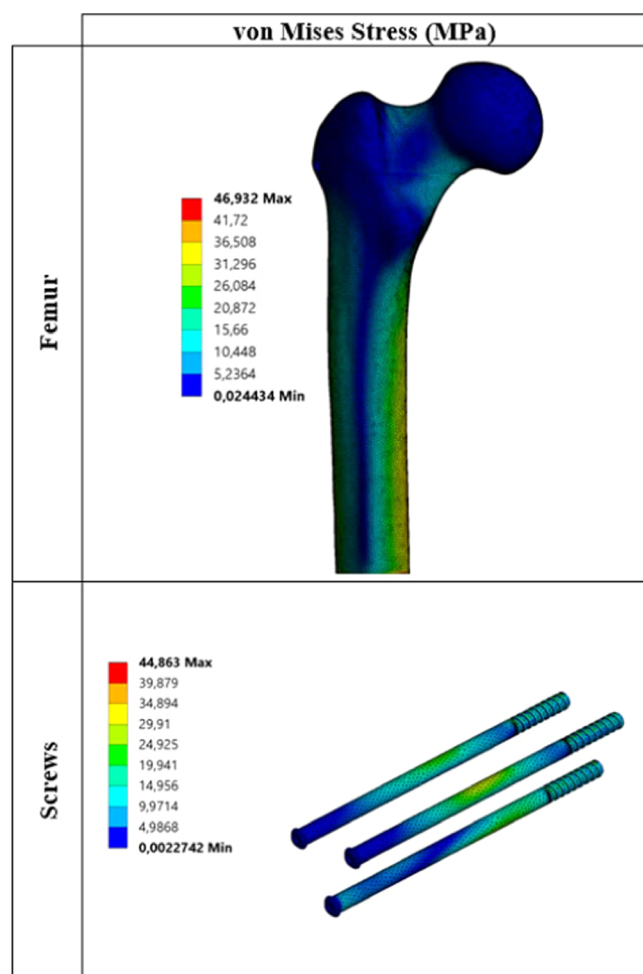 von Mises Stress (MPa)
Femur
46,932 Max
41,72
36,508
31,296
26,084
20,872
15,66
10,448
5,2364
0,024434 Min
Screws
44,863 Max
39,879
34,894
29,91
24,925
19,941
14,956
9,9714
4,9868
0,0022742 Min